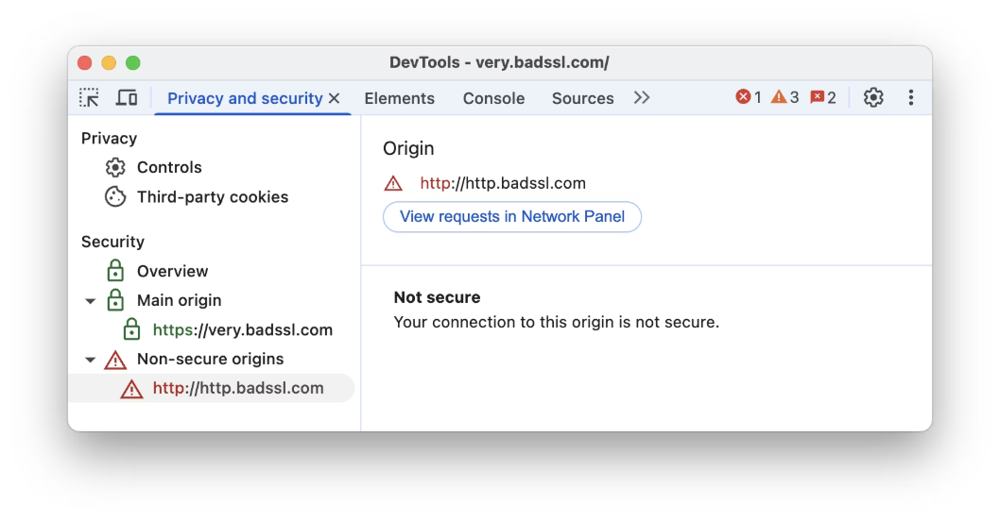 DevTools - very.badssl.com/
Privacy and security Elements Console Sources 1 3 2
Privacy
Controls
Third-party cookies
Security
Overview
Main origin
https://very.badssl.com
Non-secure origins
http://http.badssl.com
Origin
http://http.badssl.com
View requests in Network Panel
Not secure
Your connection to this origin is not secure.